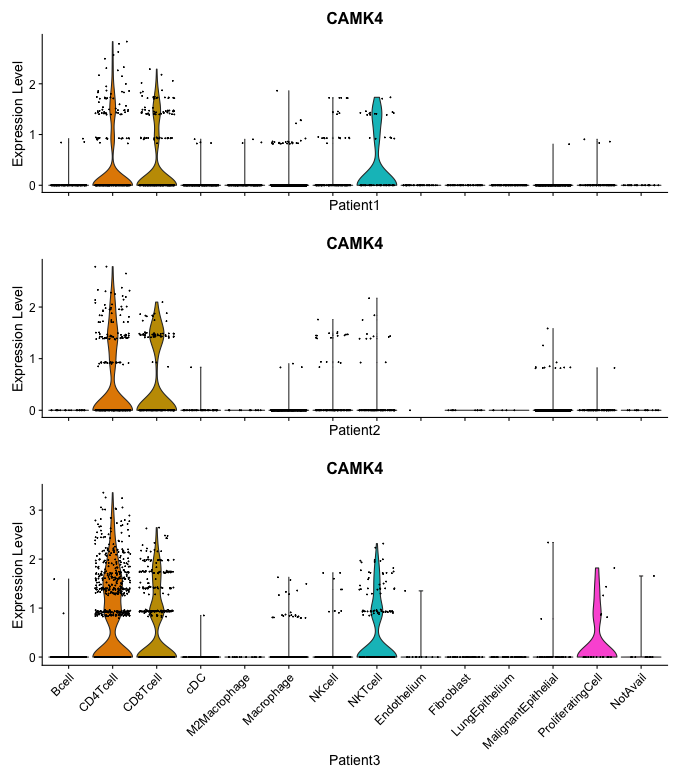 CAMK4
Expression Level
2
1
0
Patient1
CAMK4
Expression Level
2
1
0
Patient2
CAMK4
Expression Level
3
2
1
0
Bcell
CD4Tcell
CD8Tcell
cDC
M2Macrophage
Macrophage
NKcell
NKTcell
Endothelium
Fibroblast
LungEpithelium
MalignantEpithelial
ProliferatingCell
NotAvail
Patient3